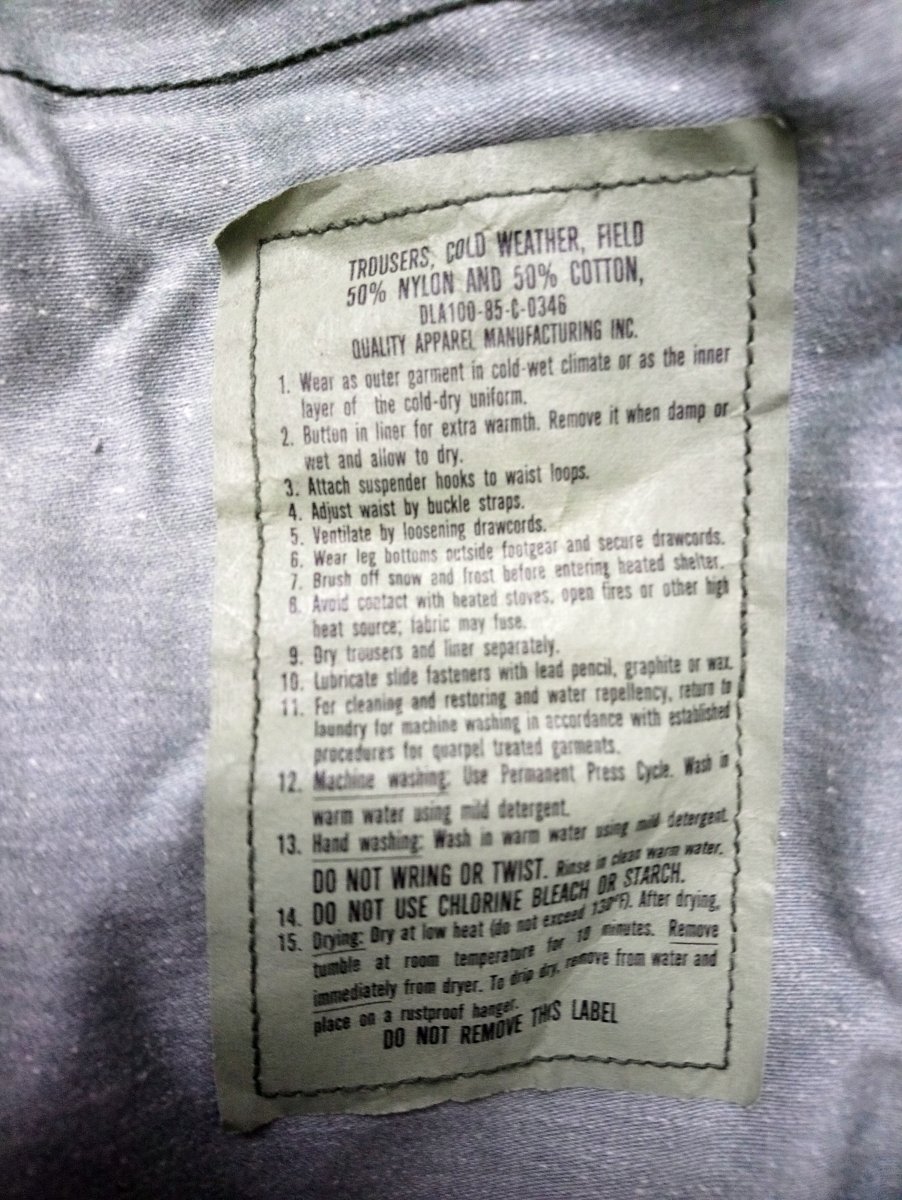 TROUSERS, COLD WEATHER, FIELD
50% NYLON AND 50% COTTON,
DLA100-85-C-0346
QUALITY APPAREL MANUFACTURING INC.
1. Wear as outer garment in cold-wet climate or as the inner
layer of the cold-dry uniform.
2. Button in liner for extra warmth. Remove it when damp or
wet and allow to dry.
3. Attach suspender hooks to waist loops.
4. Adjust waist by buckle straps.
5. Ventilate by loosening drawcords.
6. Wear leg bottoms outside footgear and secure drawcords.
7. Brush off snow and frost before entering heated shelter.
8. Avoid contact with heated stoves, open fires or other high
heat source; fabric may fuse.
9. Dry trousers and liner separately.
10. Lubricate slide fasteners with lead pencil, graphite or wax.
11. For cleaning and restoring and water repellency, return to
laundry for machine washing in accordance with established
procedures for quarpel treated garments.
12. Machine washing: Use Permanent Press Cycle. Wash in
warm water using mild detergent.
13. Hand washing: Wash in warm water using mild detergent.
DO NOT WRING OR TWIST. Rinse in clean warm water.
14. DO NOT USE CHLORINE BLEACH OR STARCH.
15. Drying: Dry at low heat (do not exceed 130°F). After drying,
tumble at room temperature for 10 minutes. Remove
immediately from dryer. To drip dry, remove from water and
place on a rustproof hanger.
DO NOT REMOVE THIS LABEL